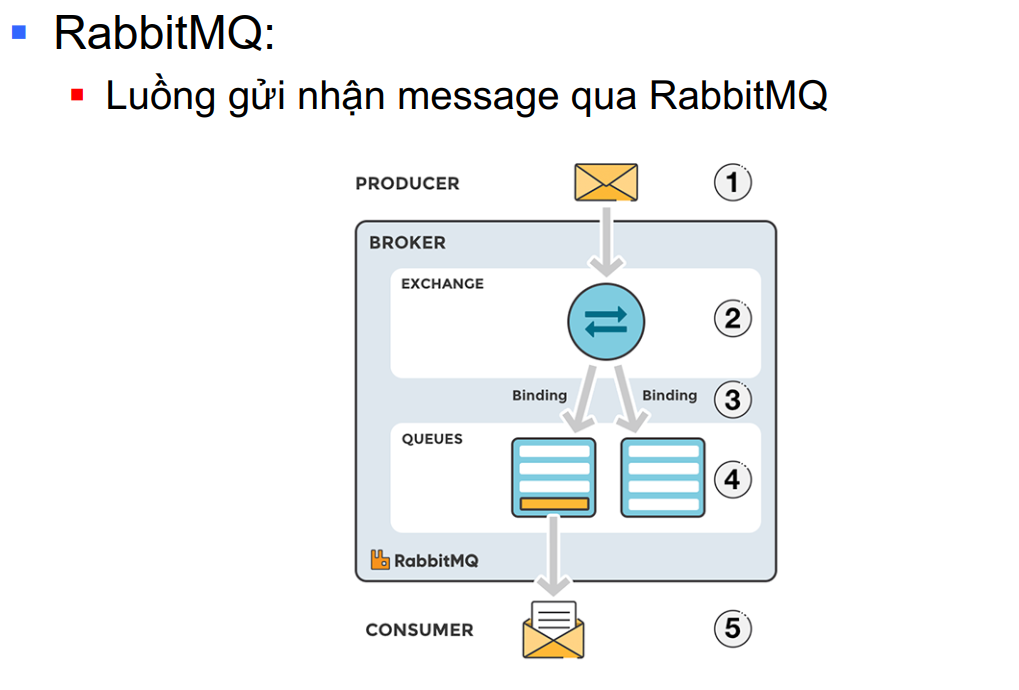 RabbitMQ:
Luồng gửi nhận message qua RabbitMQ
PRODUCER
1
BROKER
EXCHANGE
2
Binding
Binding
3
QUEUES
4
RabbitMQ
CONSUMER
5